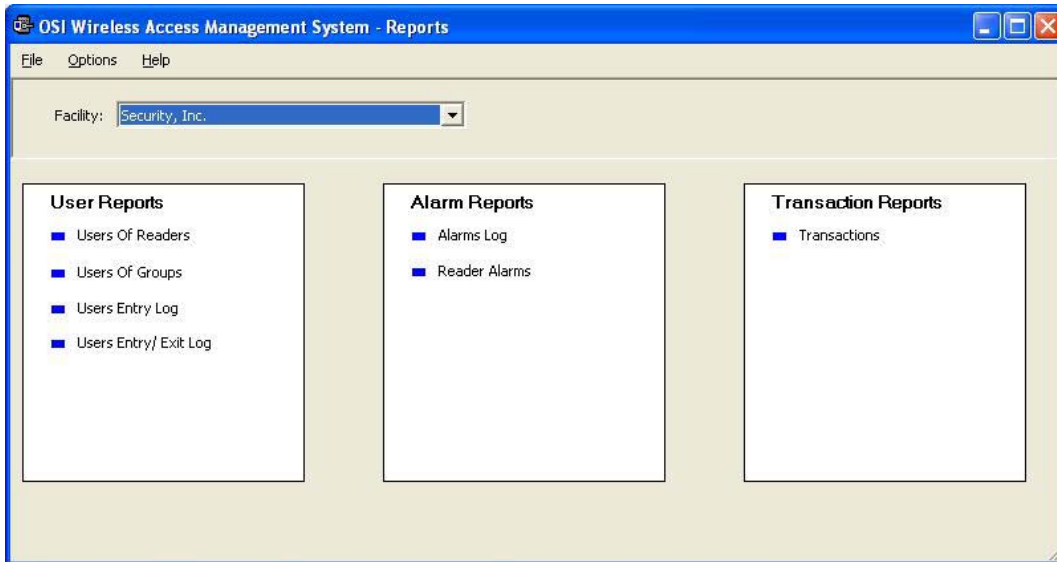 OSI Wireless Access Management System - Reports
File Options Help
Facility: Security, Inc.
User Reports
Users Of Readers
Users Of Groups
Users Entry Log
Users Entry/ Exit Log
Alarm Reports
Alarms Log
Reader Alarms
Transaction Reports
Transactions